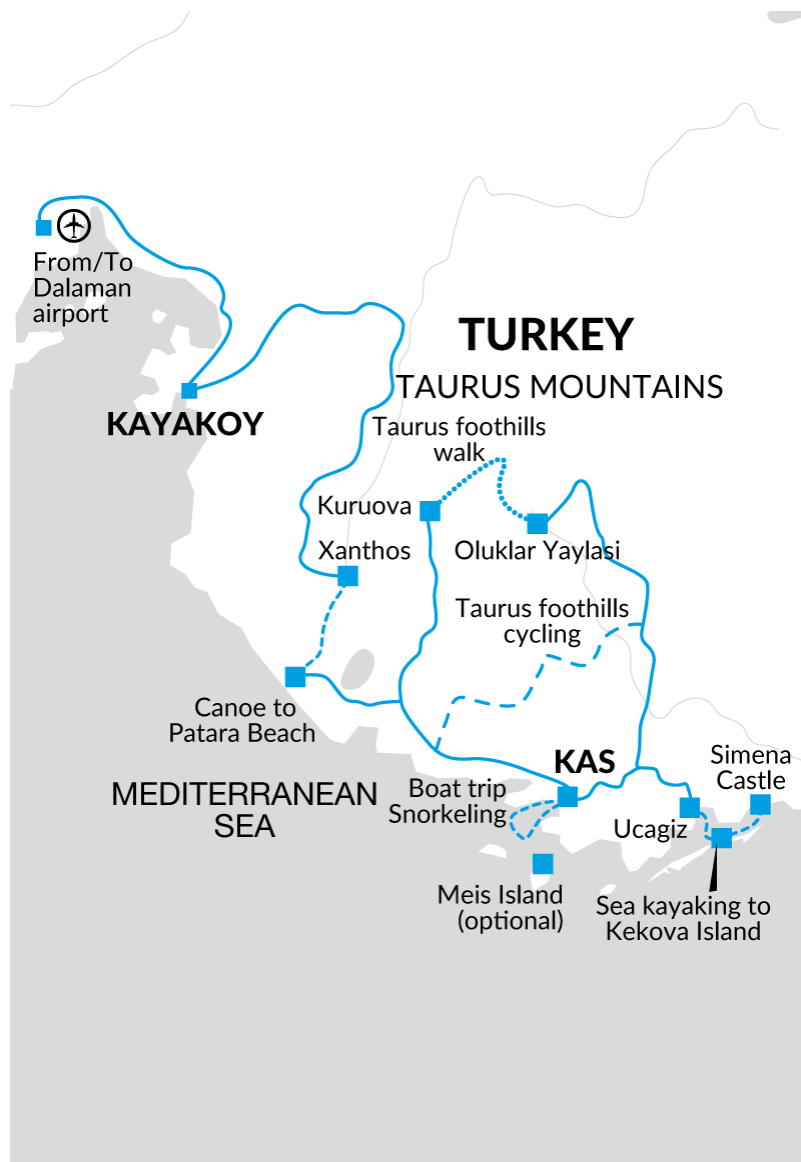 From/To
Dalaman
airport
TURKEY
TAURUS MOUNTAINS
KAYAKOY
Taurus foothills
walk
Kuruova
Xanthos
Oluklar Yaylasi
Taurus foothills
cycling
Canoe to
Patara Beach
KAS
Simena
Castle
MEDITERRANEAN
SEA
Boat trip
Snorkeling
Ucagiz
Meis Island
(optional)
Sea kayaking to
Kekova Island